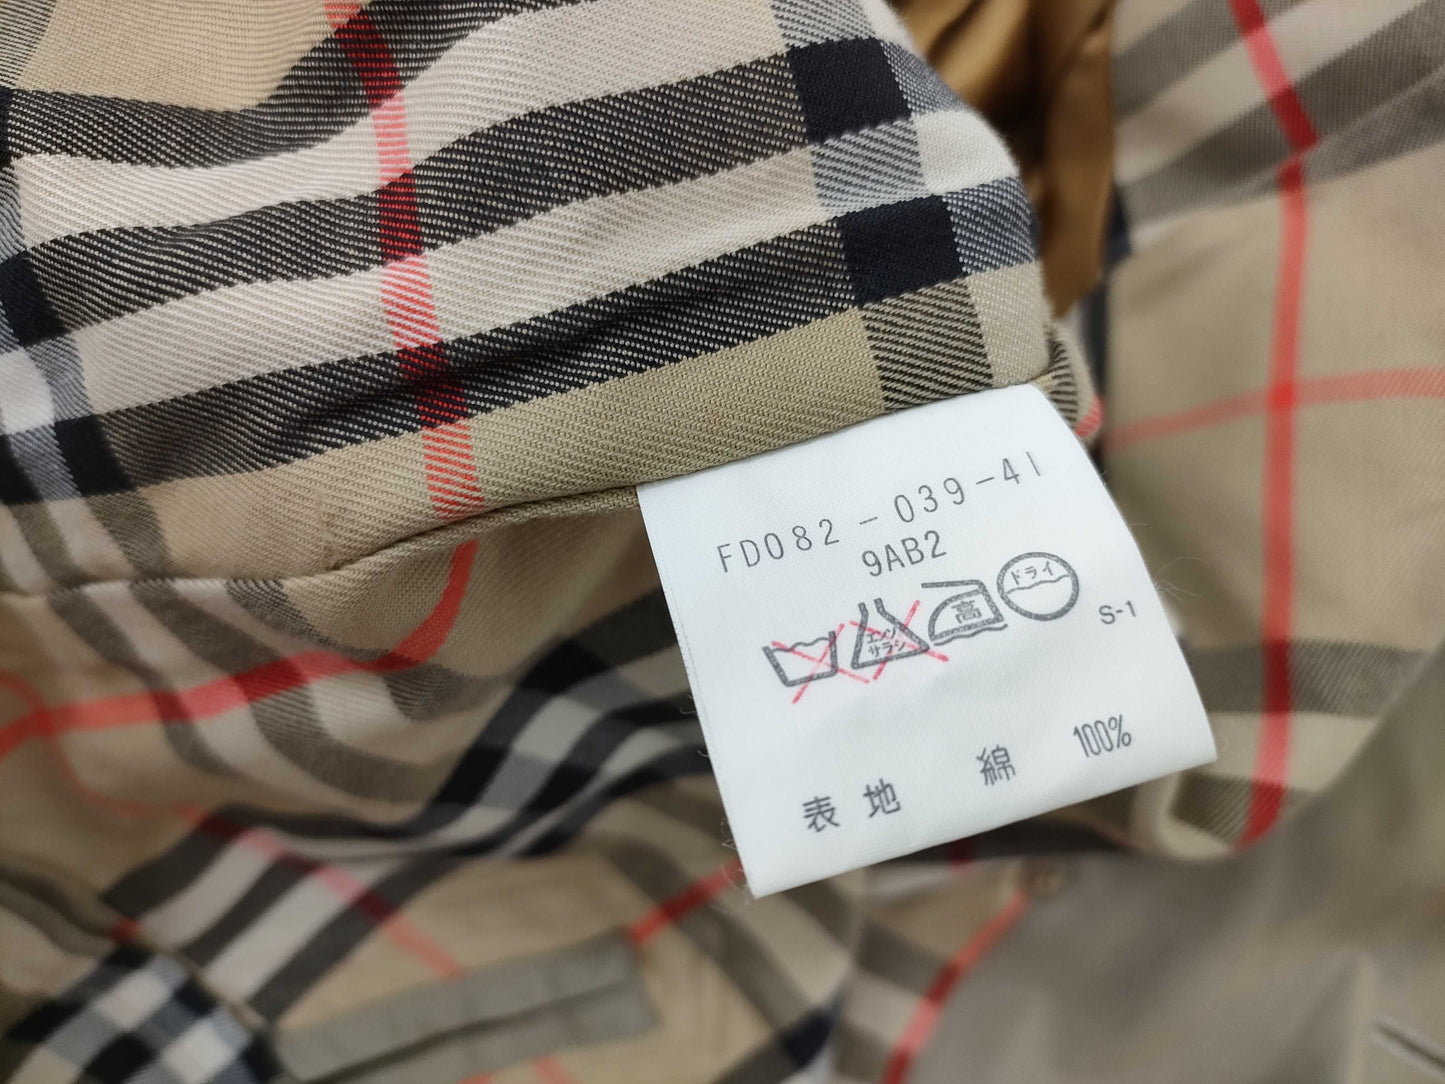 FD082-039-41
9AB2
エンソ
サラシ
高
ドライ
S-1
表地 綿 100%